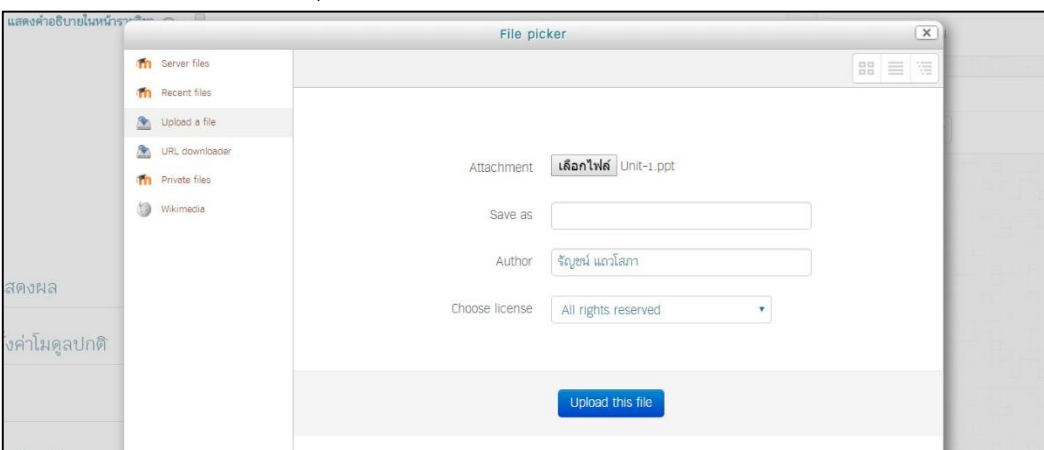 แสดงคำอธิบายในหน้าราย
File picker
Server files
Recent files
Upload a file
URL downloader
Private files
Wikimedia
Attachment เลือกไฟล์ Unit-1.ppt
Save as
Author รัญชน์ แถวโสภา
Choose license All rights reserved
Upload this file
สดงผล
งค่าโมดูลปกติ